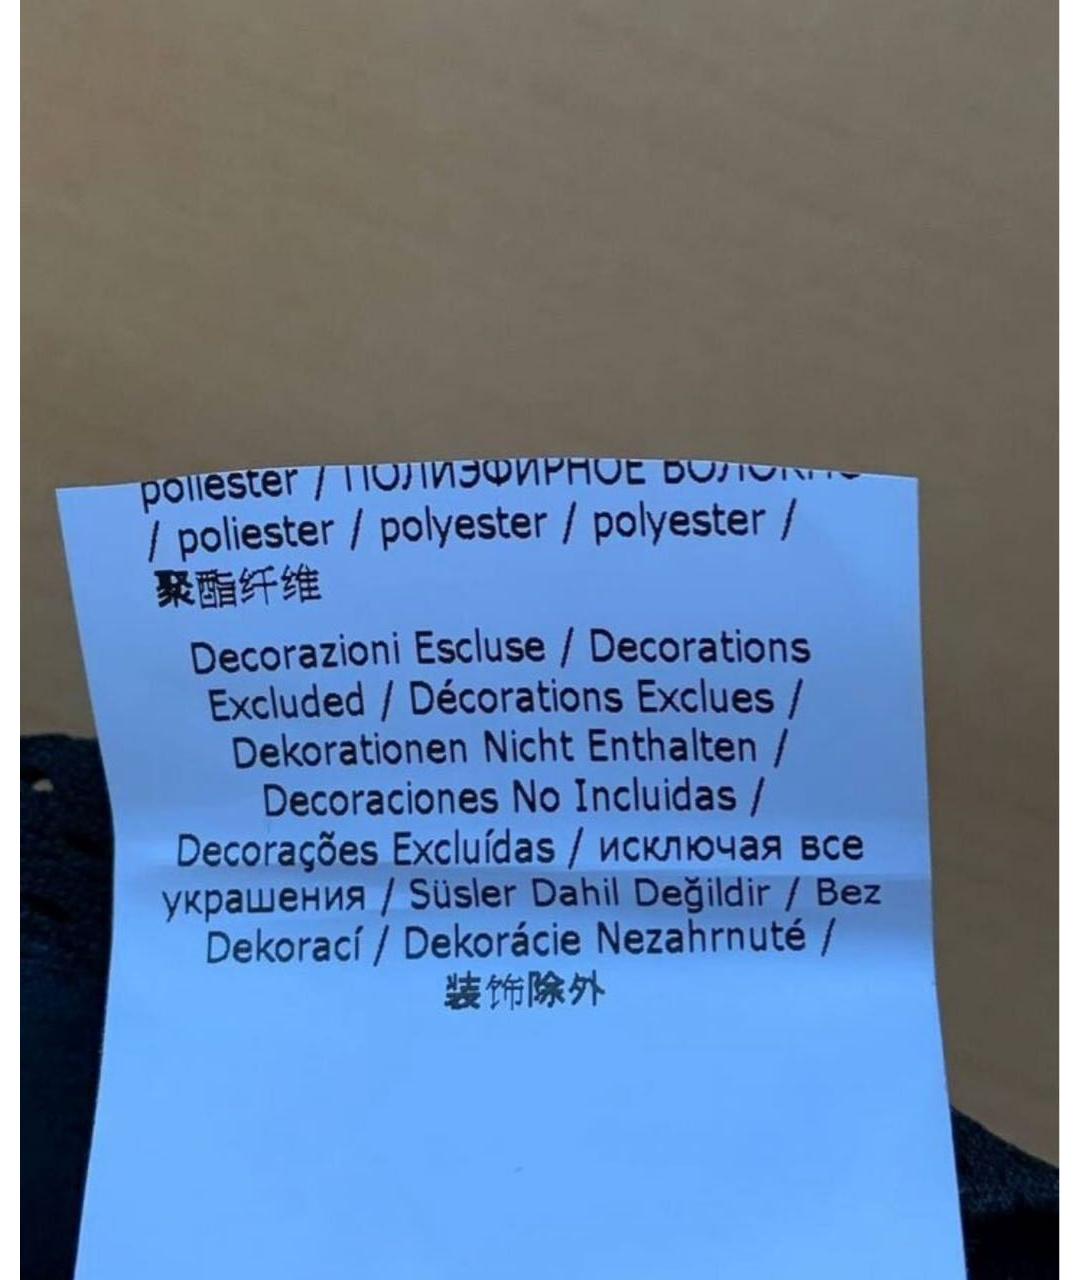 poliester / ПОЛИЭФИРНОЕ ВОЛОКНО
/ poliester / polyester / polyester /
聚酯纤维
Decorazioni Escluse / Decorations
Excluded / Décorations Exclues /
Dekorationen Nicht Enthalten /
Decoraciones No Incluidas /
Decorações Excluídas / исключая все
украшения / Süsler Dahil Değildir / Bez
Dekorací / Dekorácie Nezahrnuté /
装饰除外